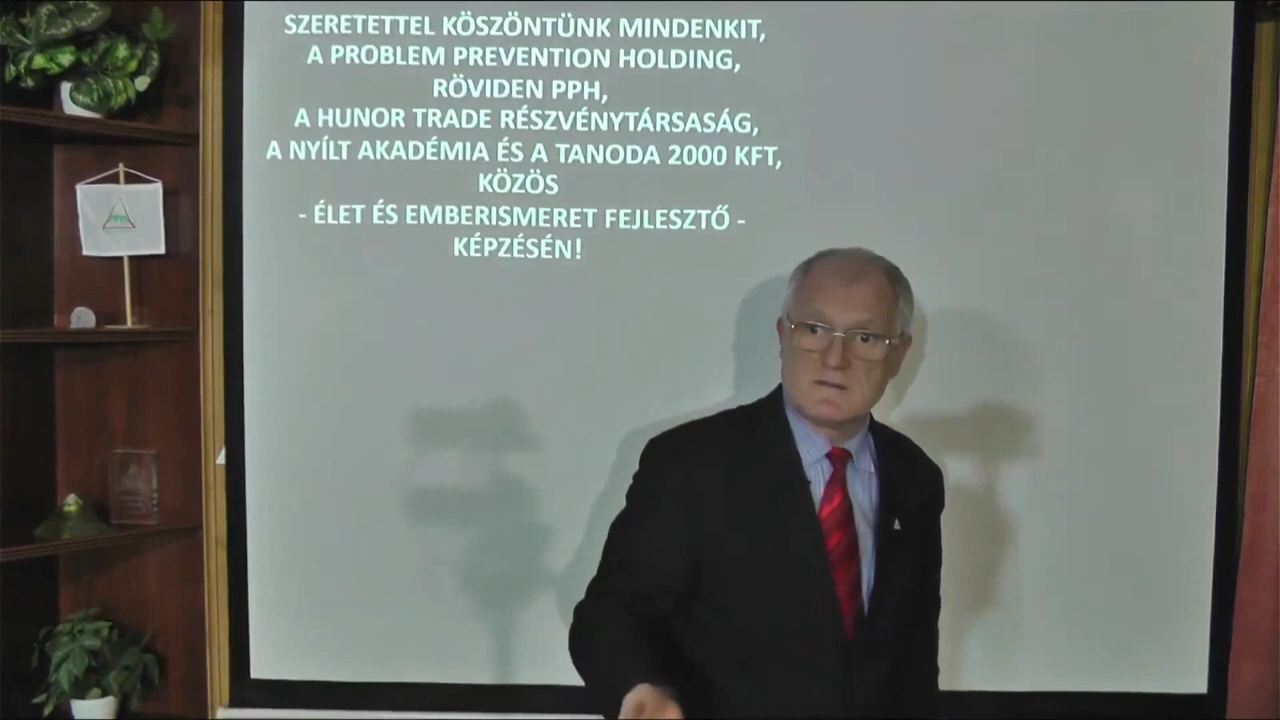 SZERETETTEL KÖSZÖNTÜNK MINDENKIT,
A PROBLEM PREVENTION HOLDING,
RÖVIDEN PPH,
A HUNOR TRADE RÉSZVÉNYTÁRSASÁG,
A NYÍLT AKADÉMIA ÉS A TANODA 2000 KFT,
KÖZÖS
- ÉLET ÉS EMBERISMERET FEJLESZTŐ -
KÉPZÉSÉN!